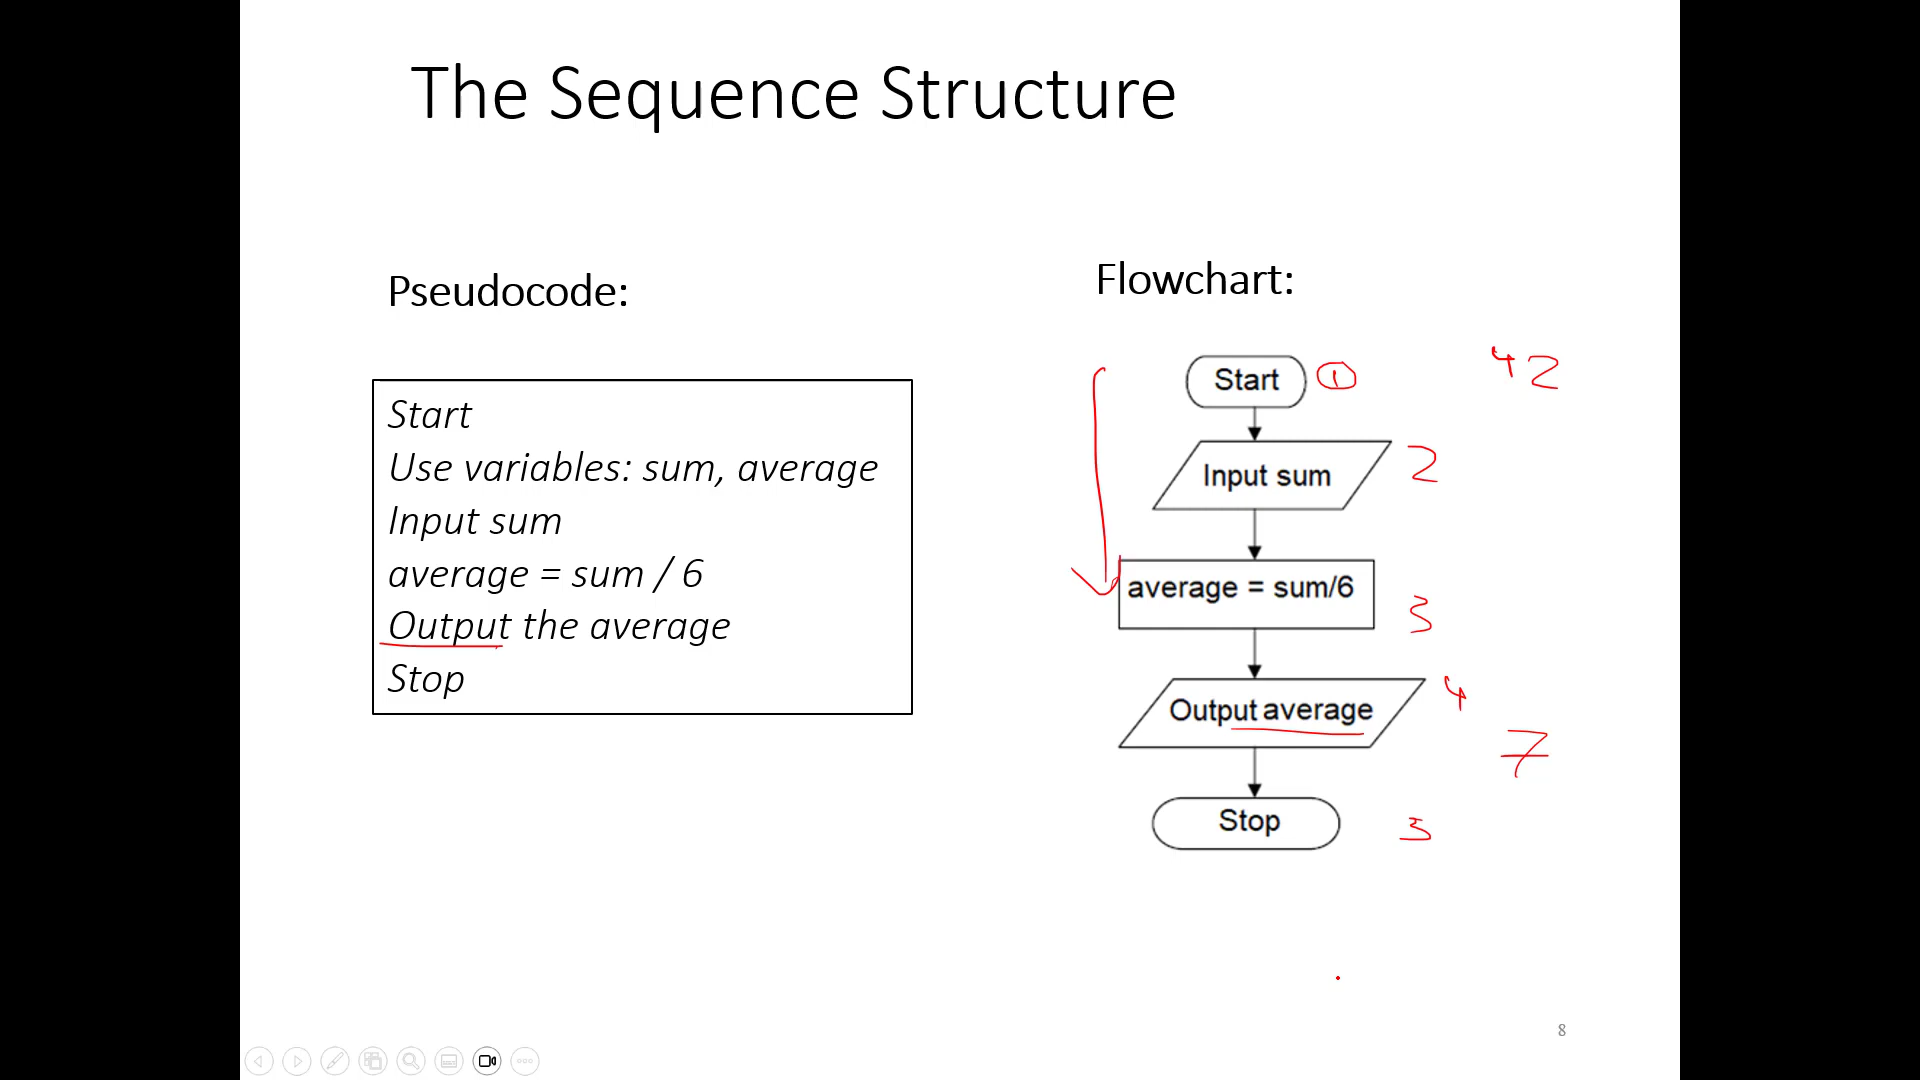 The Sequence Structure
Pseudocode:
Start
Use variables: sum, average
Input sum
average = sum / 6
Output the average
Stop
Flowchart:
Start
1
42
Input sum
2
average = sum/6
3
Output average
4
7
Stop
5
8